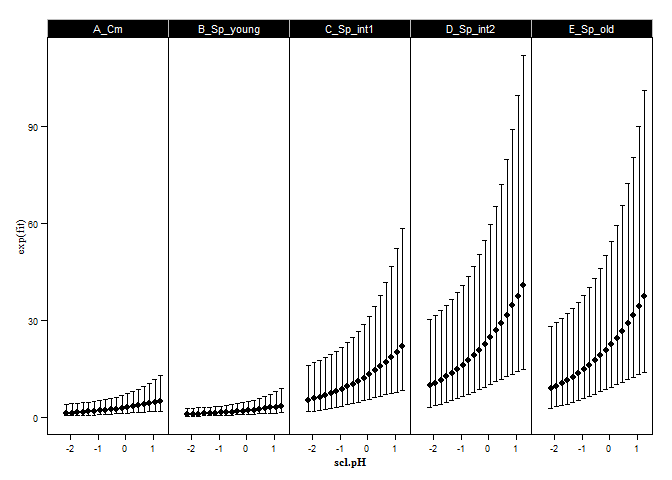 A_Cm B_Sp_young C_Sp_int1 D_Sp_int2 E_Sp_old
90
60
30
0
exp(fit)
-2 -1 0 1 -2 -1 0 1 -2 -1 0 1 -2 -1 0 1 -2 -1 0 1
scl.pH